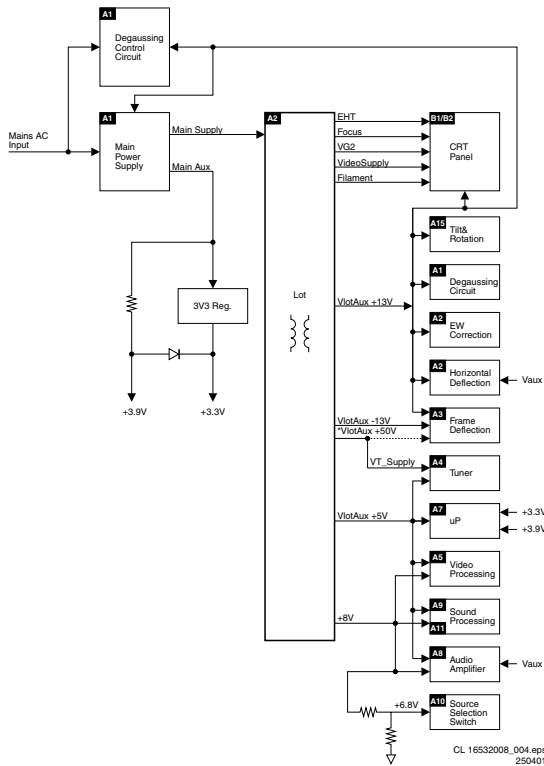 A1
Degaussing
Control
Circuit
A1
Main
Power
Supply
Mains AC
Input
Main Supply
Main Aux
3V3 Reg.
+3.9V
+3.3V
A2
Lot
EHT
Focus
VG2
VideoSupply
Filament
B1/B2
CRT
Panel
A15
Tilt&
Rotation
A1
Degaussing
Circuit
VlotAux +13V
A2
EW
Correction
A2
Horizontal
Deflection
Vaux
VlotAux -13V
*VlotAux +50V
A3
Frame
Deflection
VT_Supply
A4
Tuner
VlotAux +5V
A7
uP
+3.3V
+3.9V
A5
Video
Processing
+8V
A9
Sound
Processing
A11
A8
Audio
Amplifier
Vaux
+6.8V
A10
Source
Selection
Switch
CL 16532008_004.eps
250401